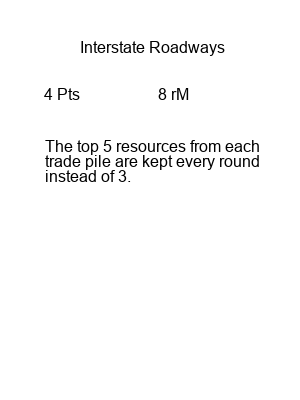 Interstate Roadways
4 Pts 8 rM
The top 5 resources from each
trade pile are kept every round
instead of 3.